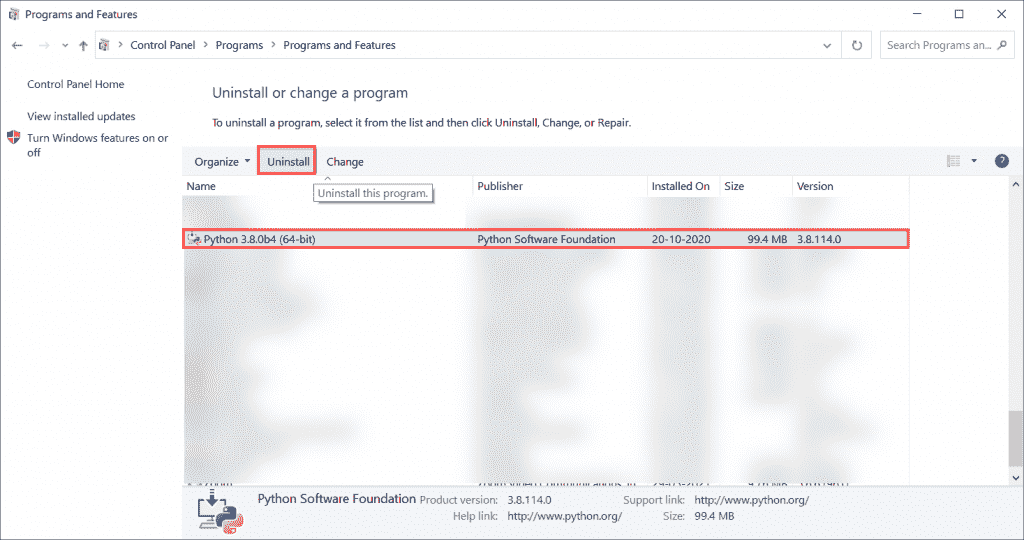 Programs and Features
Control Panel > Programs > Programs and Features
Search Programs an...
Control Panel Home
View installed updates
Turn Windows features on or
off
Uninstall or change a program
To uninstall a program, select it from the list and then click Uninstall, Change, or Repair.
Organize Uninstall Change
?
Uninstall this program.
Name Publisher Installed On Size Version
Python 3.8.0b4 (64-bit) Python Software Foundation 20-10-2020 99.4 MB 3.8.114.0
Python Software Foundation Product version: 3.8.114.0 Support link: http://www.python.org/
Help link: http://www.python.org/ Size: 99.4 MB